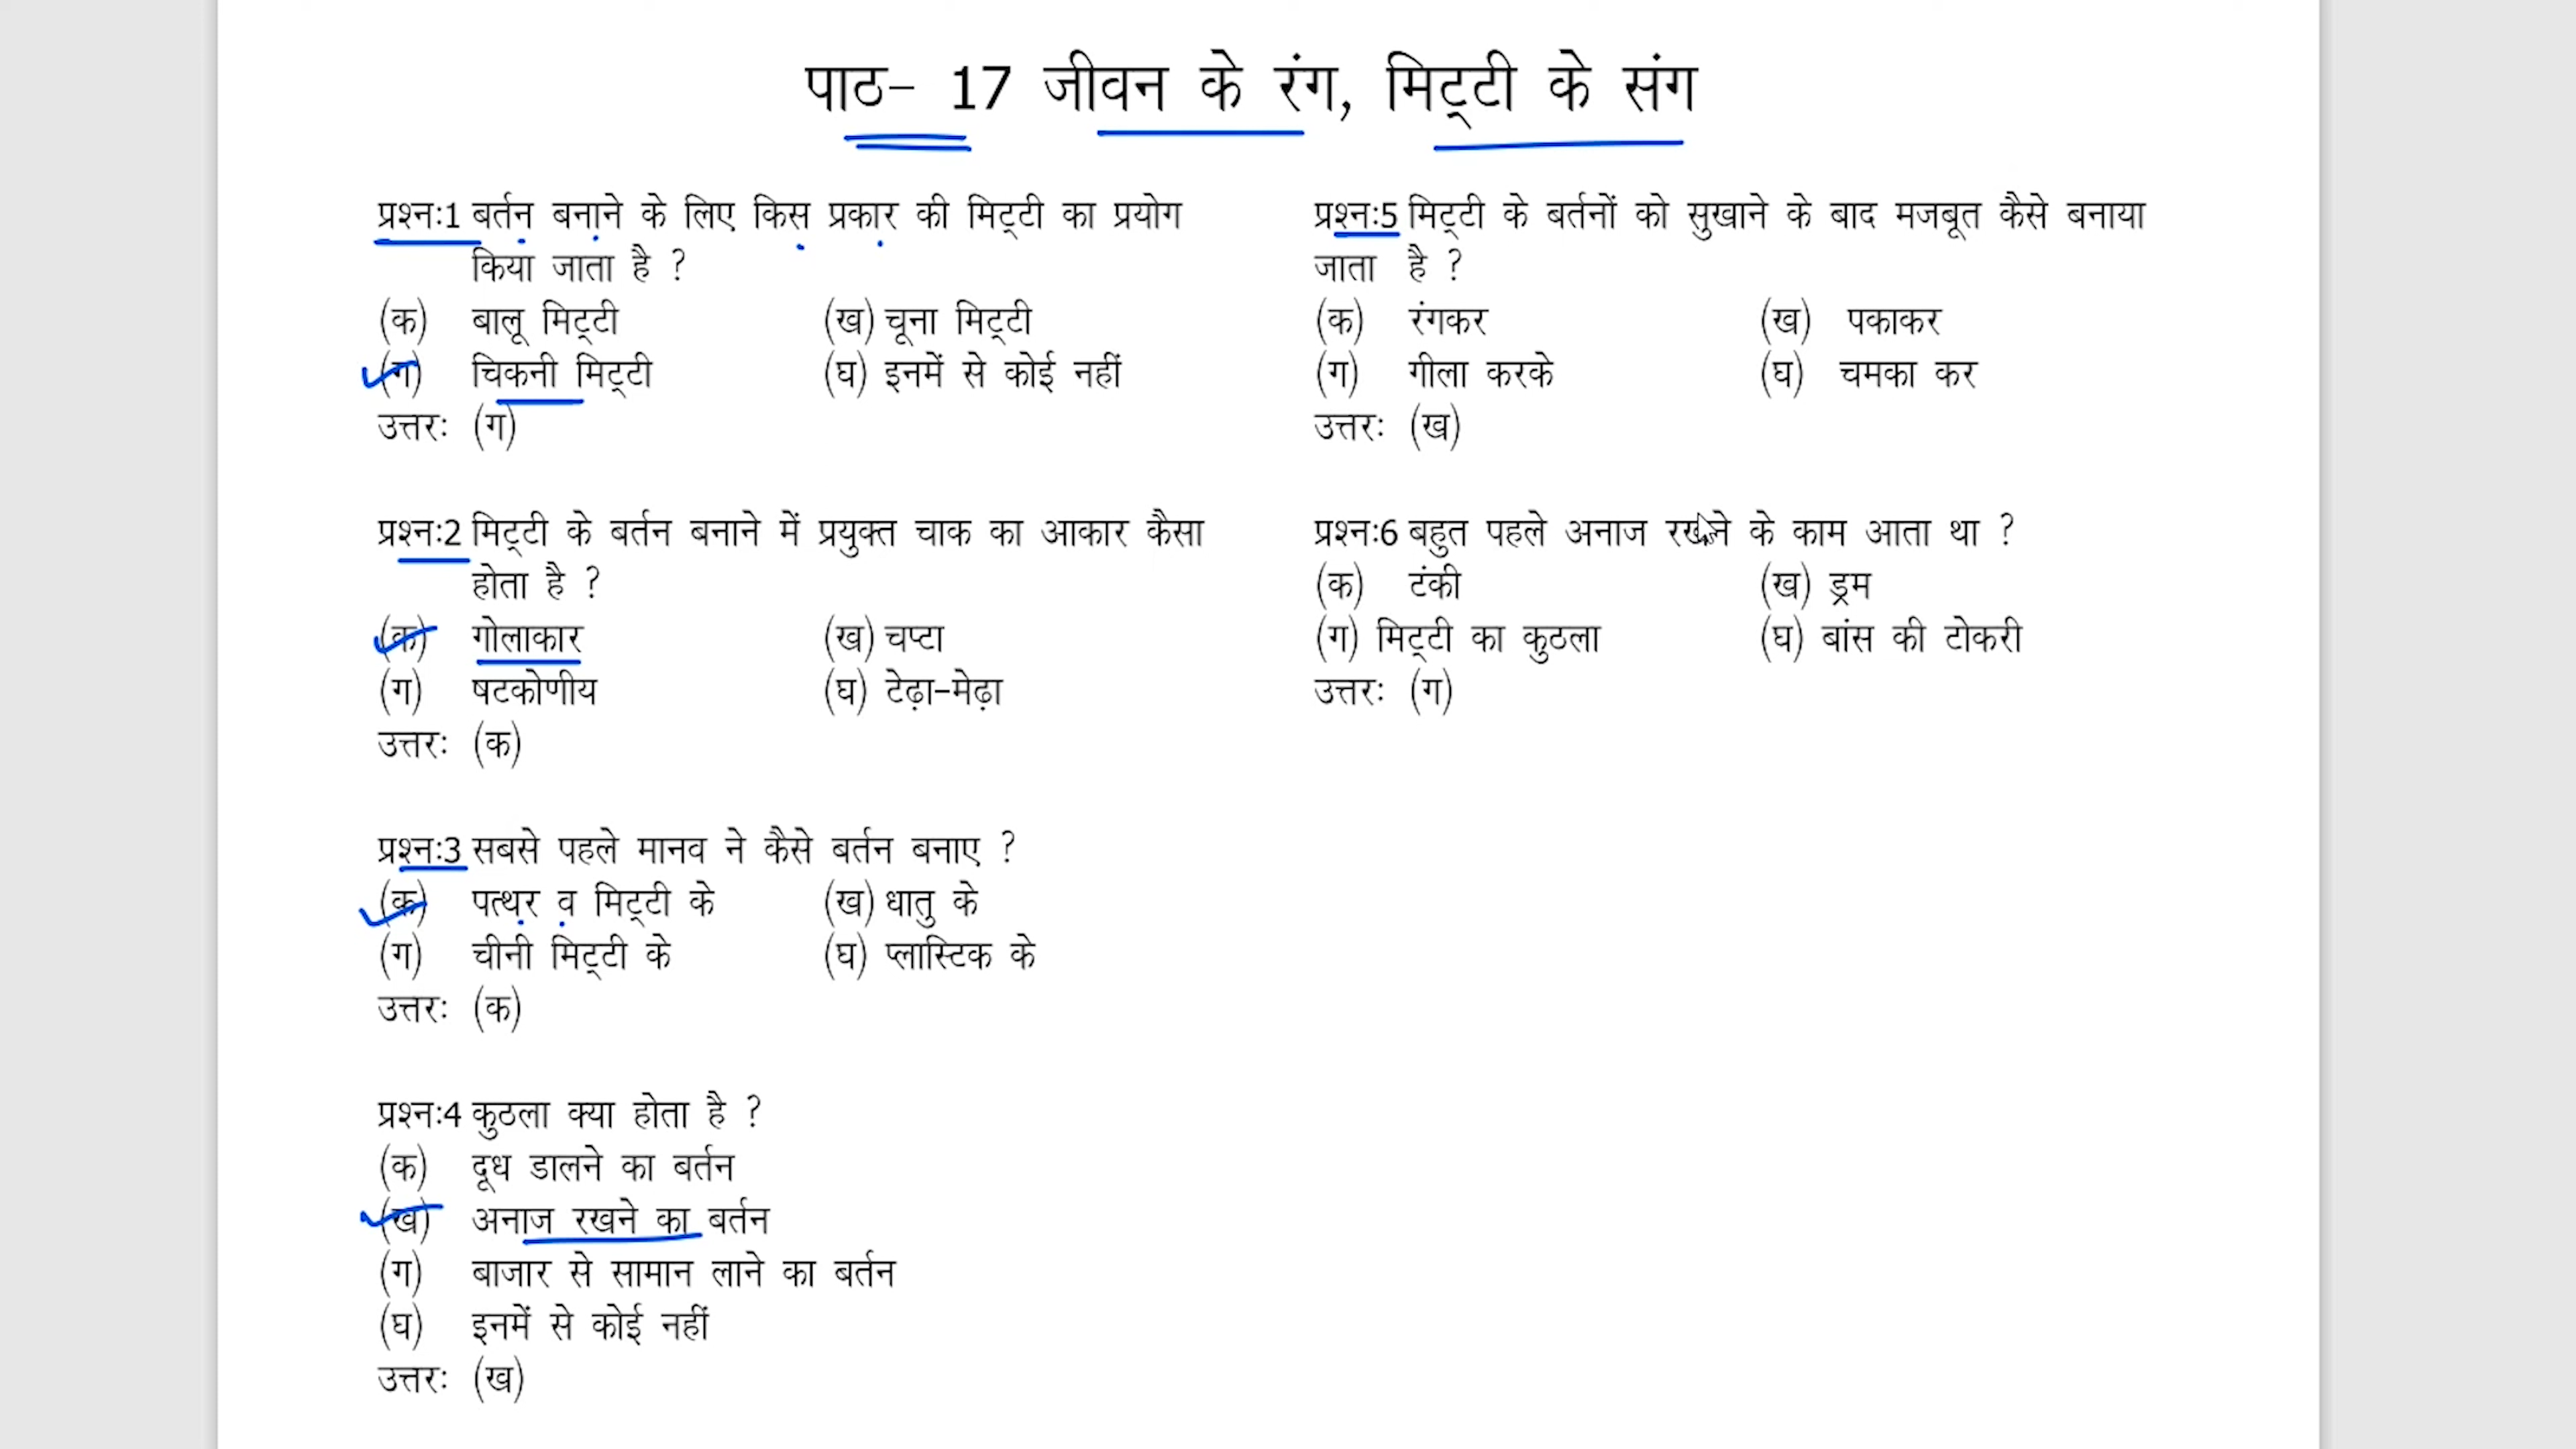 पाठ- 17 जीवन के रंग, मिट्टी के संग
प्रश्नः1 बर्तन बनाने के लिए किस प्रकार की मिट्टी का प्रयोग
किया जाता है ?
(क) बालू मिट्टी (ख) चूना मिट्टी
(ग) चिकनी मिट्टी (घ) इनमें से कोई नहीं
उत्तरः (ग)
प्रश्नः2 मिट्टी के बर्तन बनाने में प्रयुक्त चाक का आकार कैसा
होता है ?
(क) गोलाकार (ख) चप्टा
(ग) षटकोणीय (घ) टेढ़ा-मेढ़ा
उत्तरः (क)
प्रश्नः3 सबसे पहले मानव ने कैसे बर्तन बनाए ?
(क) पत्थर व मिट्टी के (ख) धातु के
(ग) चीनी मिट्टी के (घ) प्लास्टिक के
उत्तरः (क)
प्रश्नः4 कुठला क्या होता है ?
(क) दूध डालने का बर्तन
(ख) अनाज रखने का बर्तन
(ग) बाजार से सामान लाने का बर्तन
(घ) इनमें से कोई नहीं
उत्तरः (ख)
प्रश्नः5 मिट्टी के बर्तनों को सुखाने के बाद मजबूत कैसे बनाया
जाता है ?
(क) रंगकर (ख) पकाकर
(ग) गीला करके (घ) चमका कर
उत्तरः (ख)
प्रश्नः6 बहुत पहले अनाज रखने के काम आता था ?
(क) टंकी (ख) ड्रम
(ग) मिट्टी का कुठला (घ) बांस की टोकरी
उत्तरः (ग)